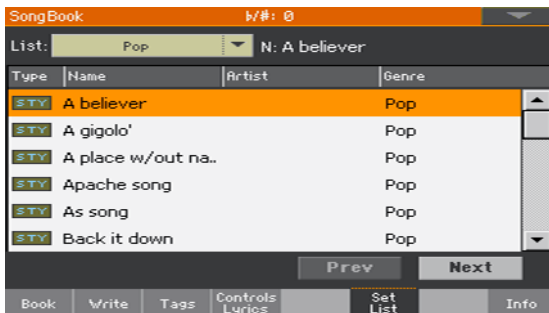 SongBook ♭/#: 0
List: Pop N: A believer
Type Name Artist Genre
STY A believer Pop
STY A gigolo' Pop
STY A place w/out na.. Pop
STY Apache song Pop
STY As song Pop
STY Back it down Pop
Prev Next
Book Write Tags Controls Lyrics Set List Info